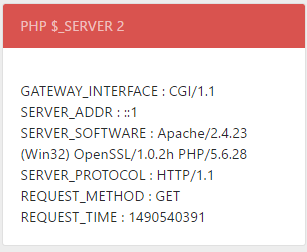 PHP $_SERVER 2
GATEWAY_INTERFACE : CGI/1.1
SERVER_ADDR : ::1
SERVER_SOFTWARE : Apache/2.4.23
(Win32) OpenSSL/1.0.2h PHP/5.6.28
SERVER_PROTOCOL : HTTP/1.1
REQUEST_METHOD : GET
REQUEST_TIME : 1490540391